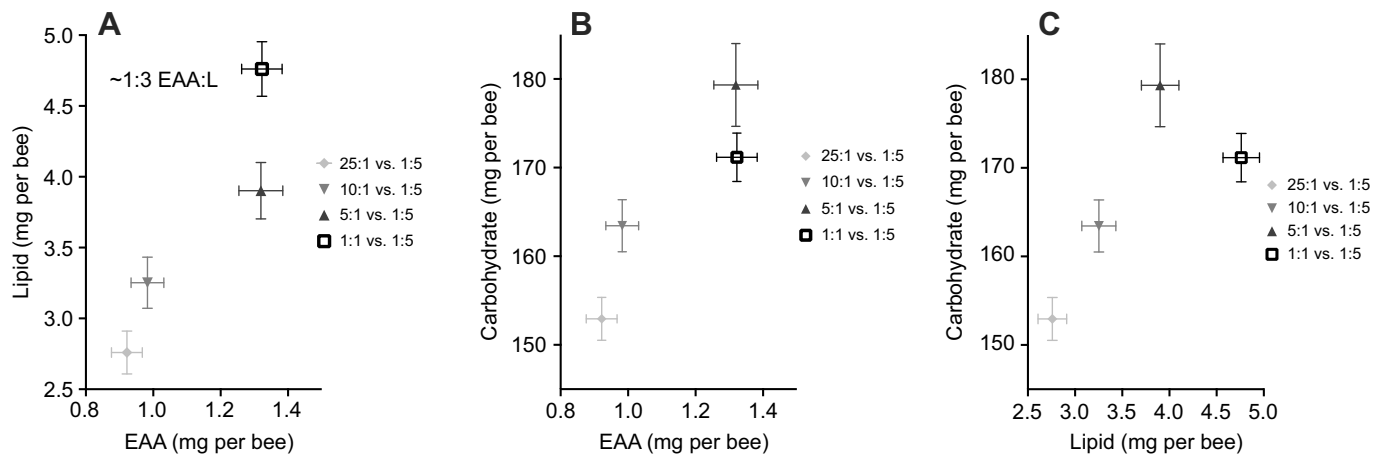 A
Lipid (mg per bee)
5.0
4.5
4.0
3.5
3.0
2.5
~1:3 EAA:L
0.8 1.0 1.2 1.4
EAA (mg per bee)
25:1 vs. 1:5
10:1 vs. 1:5
5:1 vs. 1:5
1:1 vs. 1:5
B
Carbohydrate (mg per bee)
180
170
160
150
0.8 1.0 1.2 1.4
EAA (mg per bee)
25:1 vs. 1:5
10:1 vs. 1:5
5:1 vs. 1:5
1:1 vs. 1:5
C
Carbohydrate (mg per bee)
180
170
160
150
2.5 3.0 3.5 4.0 4.5 5.0
Lipid (mg per bee)
25:1 vs. 1:5
10:1 vs. 1:5
5:1 vs. 1:5
1:1 vs. 1:5